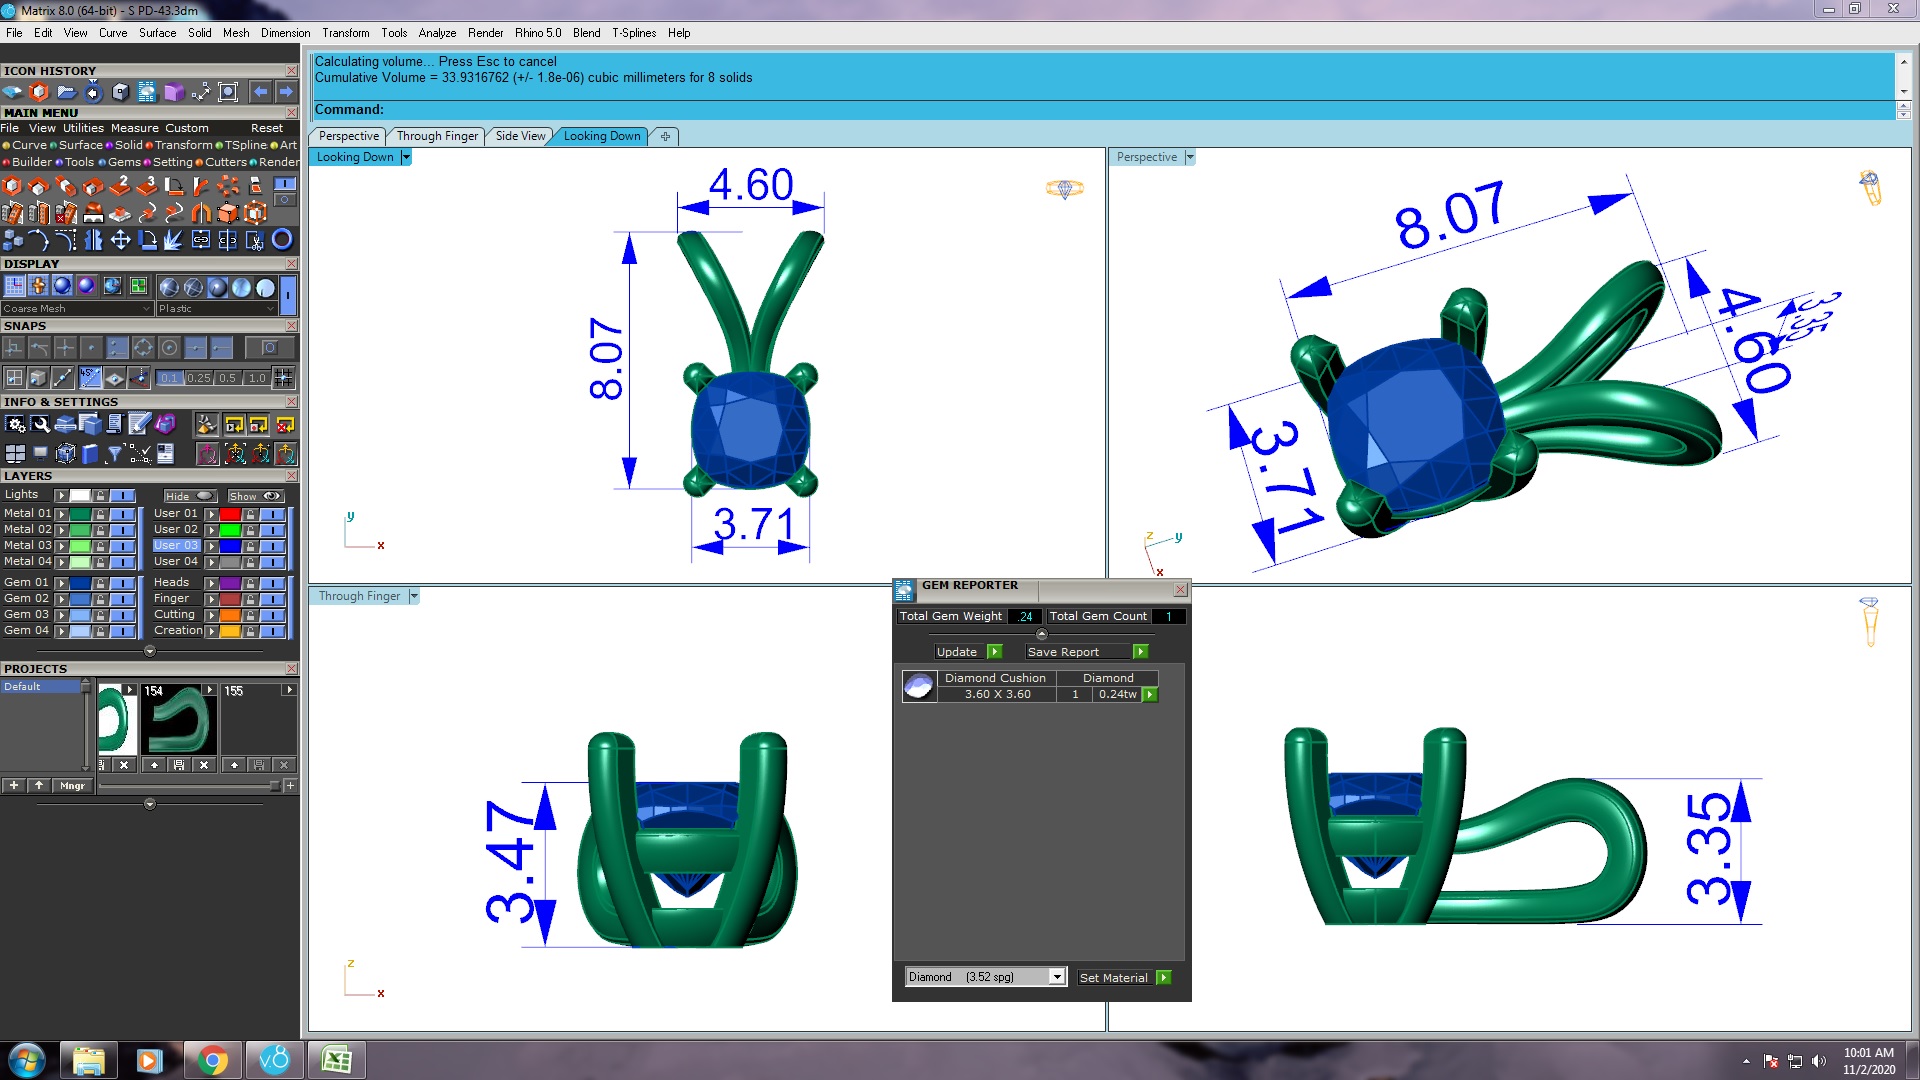 Matrix 8.0 (64-bit) - S PD-43.3dm
File Edit View Curve Surface Solid Mesh Dimension Transform Tools Analyze Render Rhino 5.0 Blend T-Splines Help
Calculating volume... Press Esc to cancel
Cumulative Volume = 33.9316762 (+/- 1.8e-06) cubic millimeters for 8 solids
Command:
Perspective Through Finger Side View Looking Down
ICON HISTORY
MAIN MENU
File View Utilities Measure Custom Reset
Curve Surface Solid Transform TSpline Art
Builder Tools Gems Setting Cutters Render
DISPLAY
Coarse Mesh Plastic
SNAPS
0.1 0.25 0.5 1.0
INFO & SETTINGS
LAYERS
Lights Hide Show
Metal 01 User 01
Metal 02 User 02
Metal 03 User 03
Metal 04 User 04
Gem 01 Heads
Gem 02 Finger
Gem 03 Cutting
Gem 04 Creation
PROJECTS
Default
154 155
Mngr
Looking Down
4.60
8.07
3.71
y
x
Perspective
8.07
4.60
3.35
3.71
z
y
x
Through Finger
3.47
z
x
GEM REPORTER
Total Gem Weight .24 Total Gem Count 1
Update Save Report
Diamond Cushion Diamond
3.60 X 3.60 1 0.24tw
Diamond (3.52 spg) Set Material
3.35
v8
10:01 AM
11/2/2020